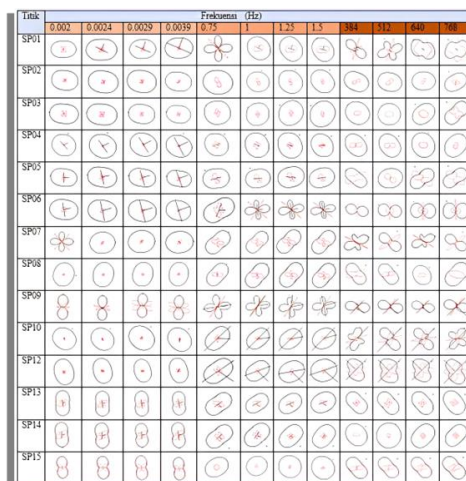 Titik Frekuensi (Hz)
0.002 0.0024 0.0029 0.0039 0.75 1 1.25 1.5 384 512 640 768
SP01
SP02
SP03
SP04
SP05
SP06
SP07
SP08
SP09
SP10
SP12
SP13
SP14
SP15